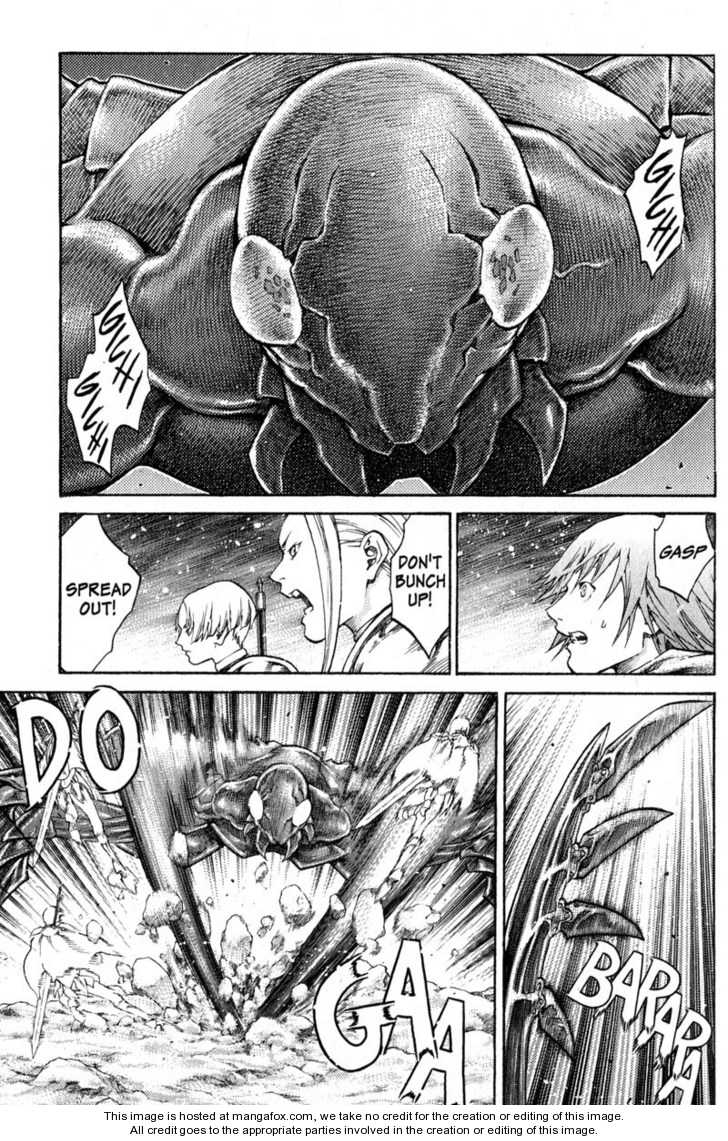 GICHI
GICHI
GICHI
GASP
DON'T
BUNCH
UP!
SPREAD
OUT!
BARARARA
DO
GAAA
This image is hosted at mangafox.com, we take no credit for the creation or editing of this image.
All credit goes to the appropriate parties involved in the creation or editing of this image.